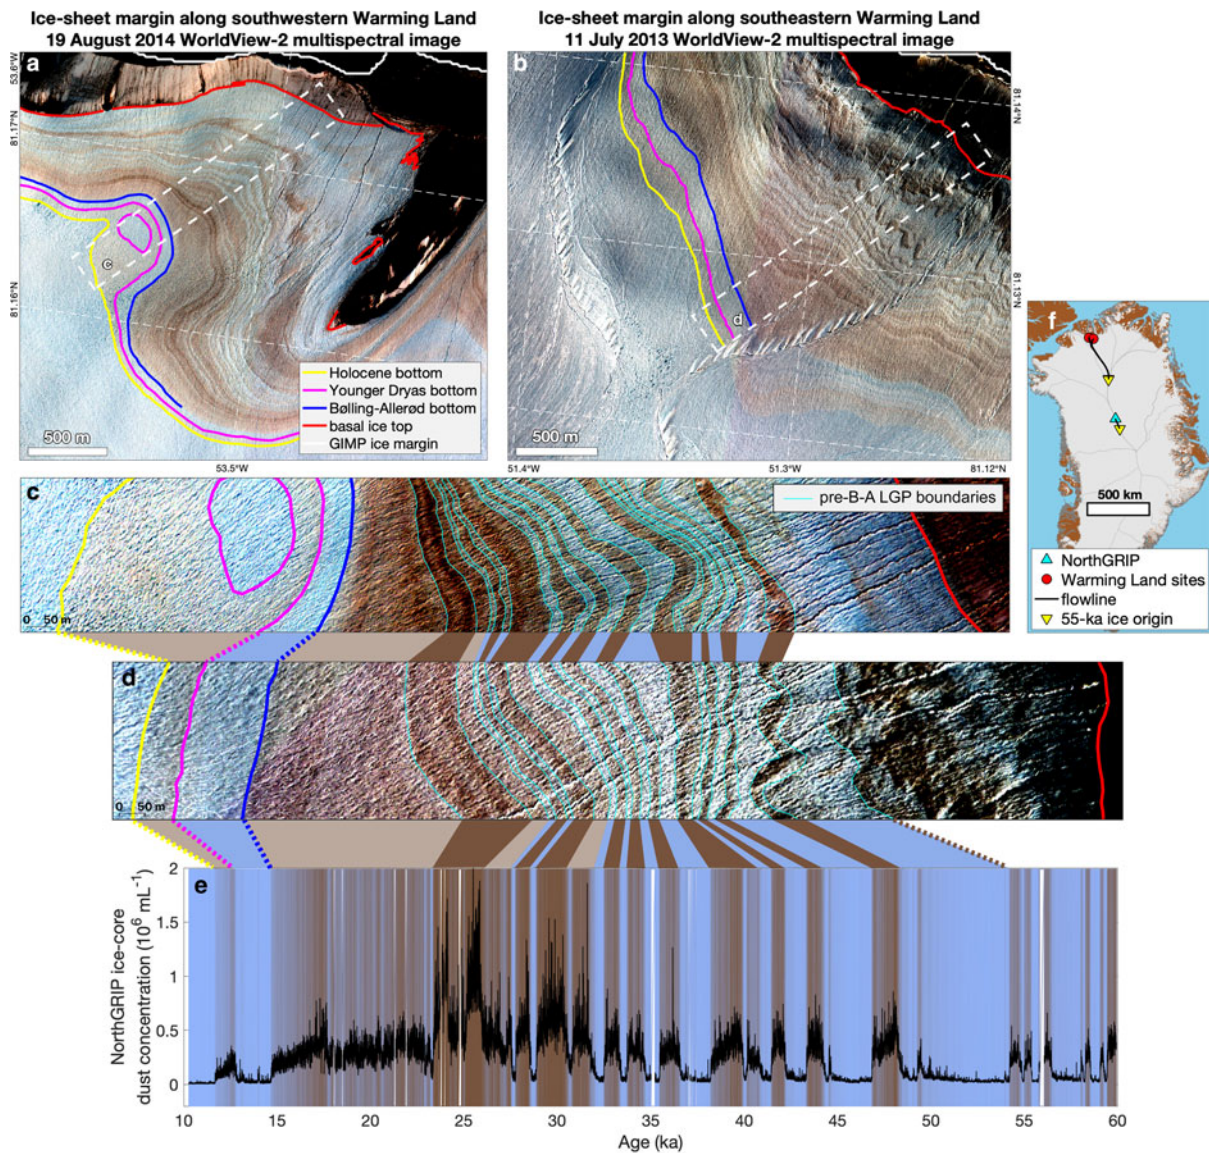 Ice-sheet margin along southwestern Warming Land
19 August 2014 WorldView-2 multispectral image
Ice-sheet margin along southeastern Warming Land
11 July 2013 WorldView-2 multispectral image
a
53.6°W
81.17°N
81.16°N
c
Holocene bottom
Younger Dryas bottom
Bølling-Allerød bottom
basal ice top
GIMP ice margin
500 m
53.5°W
b
81.14°N
81.13°N
d
500 m
51.4°W
51.3°W
81.12°N
f
500 km
NorthGRIP
Warming Land sites
flowline
55-ka ice origin
c
pre-B-A LGP boundaries
0 50 m
d
0 50 m
e
NorthGRIP ice-core
dust concentration (10⁶ mL⁻¹)
2
1.5
1
0.5
0
10 15 20 25 30 35 40 45 50 55 60
Age (ka)